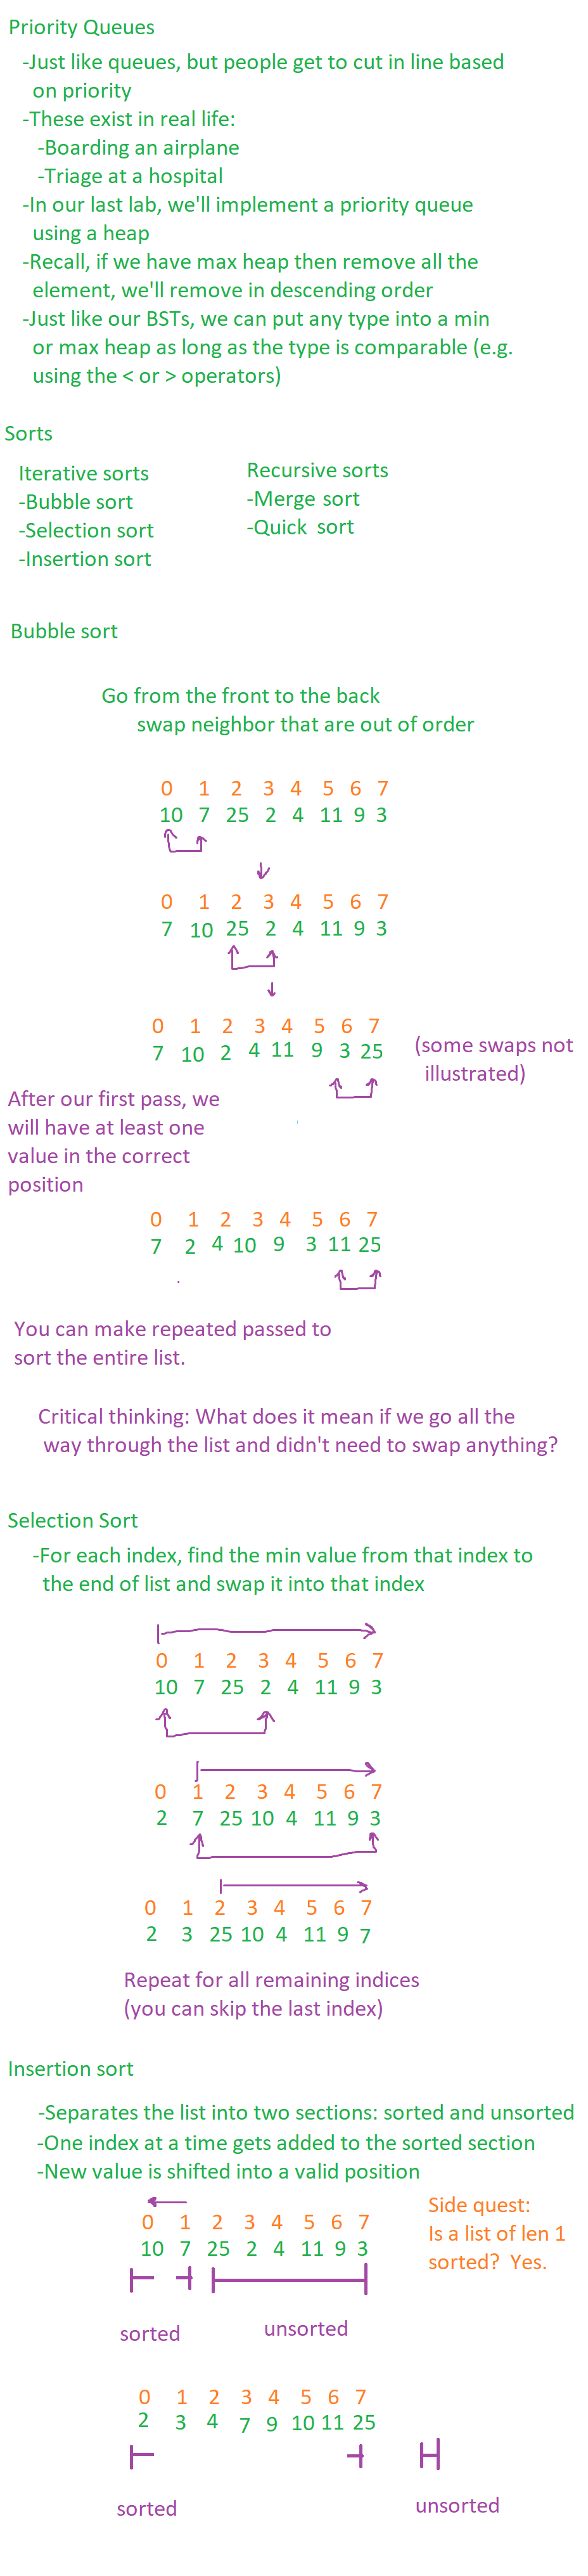 Priority Queues
-Just like queues, but people get to cut in line based
on priority
-These exist in real life:
-Boarding an airplane
-Triage at a hospital
-In our last lab, we'll implement a priority queue
using a heap
-Recall, if we have max heap then remove all the
element, we'll remove in descending order
-Just like our BSTs, we can put any type into a min
or max heap as long as the type is comparable (e.g.
using the < or > operators)
Sorts
Iterative sorts
-Bubble sort
-Selection sort
-Insertion sort
Recursive sorts
-Merge sort
-Quick sort
Bubble sort
Go from the front to the back
swap neighbor that are out of order
0 1 2 3 4 5 6 7
10 7 25 2 4 11 9 3
0 1 2 3 4 5 6 7
7 10 25 2 4 11 9 3
0 1 2 3 4 5 6 7
7 10 2 4 11 9 3 25
(some swaps not
illustrated)
After our first pass, we
will have at least one
value in the correct
position
0 1 2 3 4 5 6 7
7 2 4 10 9 3 11 25
You can make repeated passed to
sort the entire list.
Critical thinking: What does it mean if we go all the
way through the list and didn't need to swap anything?
Selection Sort
-For each index, find the min value from that index to
the end of list and swap it into that index
0 1 2 3 4 5 6 7
10 7 25 2 4 11 9 3
0 1 2 3 4 5 6 7
2 7 25 10 4 11 9 3
0 1 2 3 4 5 6 7
2 3 25 10 4 11 9 7
Repeat for all remaining indices
(you can skip the last index)
Insertion sort
-Separates the list into two sections: sorted and unsorted
-One index at a time gets added to the sorted section
-New value is shifted into a valid position
0 1 2 3 4 5 6 7
10 7 25 2 4 11 9 3
sorted
unsorted
Side quest:
Is a list of len 1
sorted? Yes.
0 1 2 3 4 5 6 7
2 3 4 7 9 10 11 25
sorted
unsorted